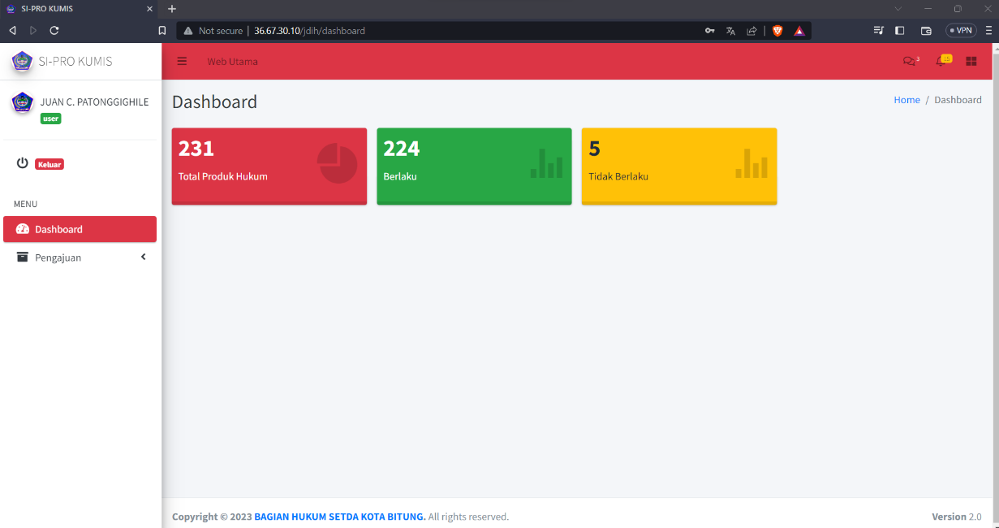 SI-PRO KUMIS
Not secure | 36.67.30.10/jdih/dashboard
VPN
SI-PRO KUMIS
Web Utama
3
15
JUAN C. PATONGGIGHILE
user
Keluar
MENU
Dashboard
Pengajuan
Dashboard
Home / Dashboard
231
Total Produk Hukum
224
Berlaku
5
Tidak Berlaku
Copyright © 2023 BAGIAN HUKUM SETDA KOTA BITUNG. All rights reserved.
Version 2.0